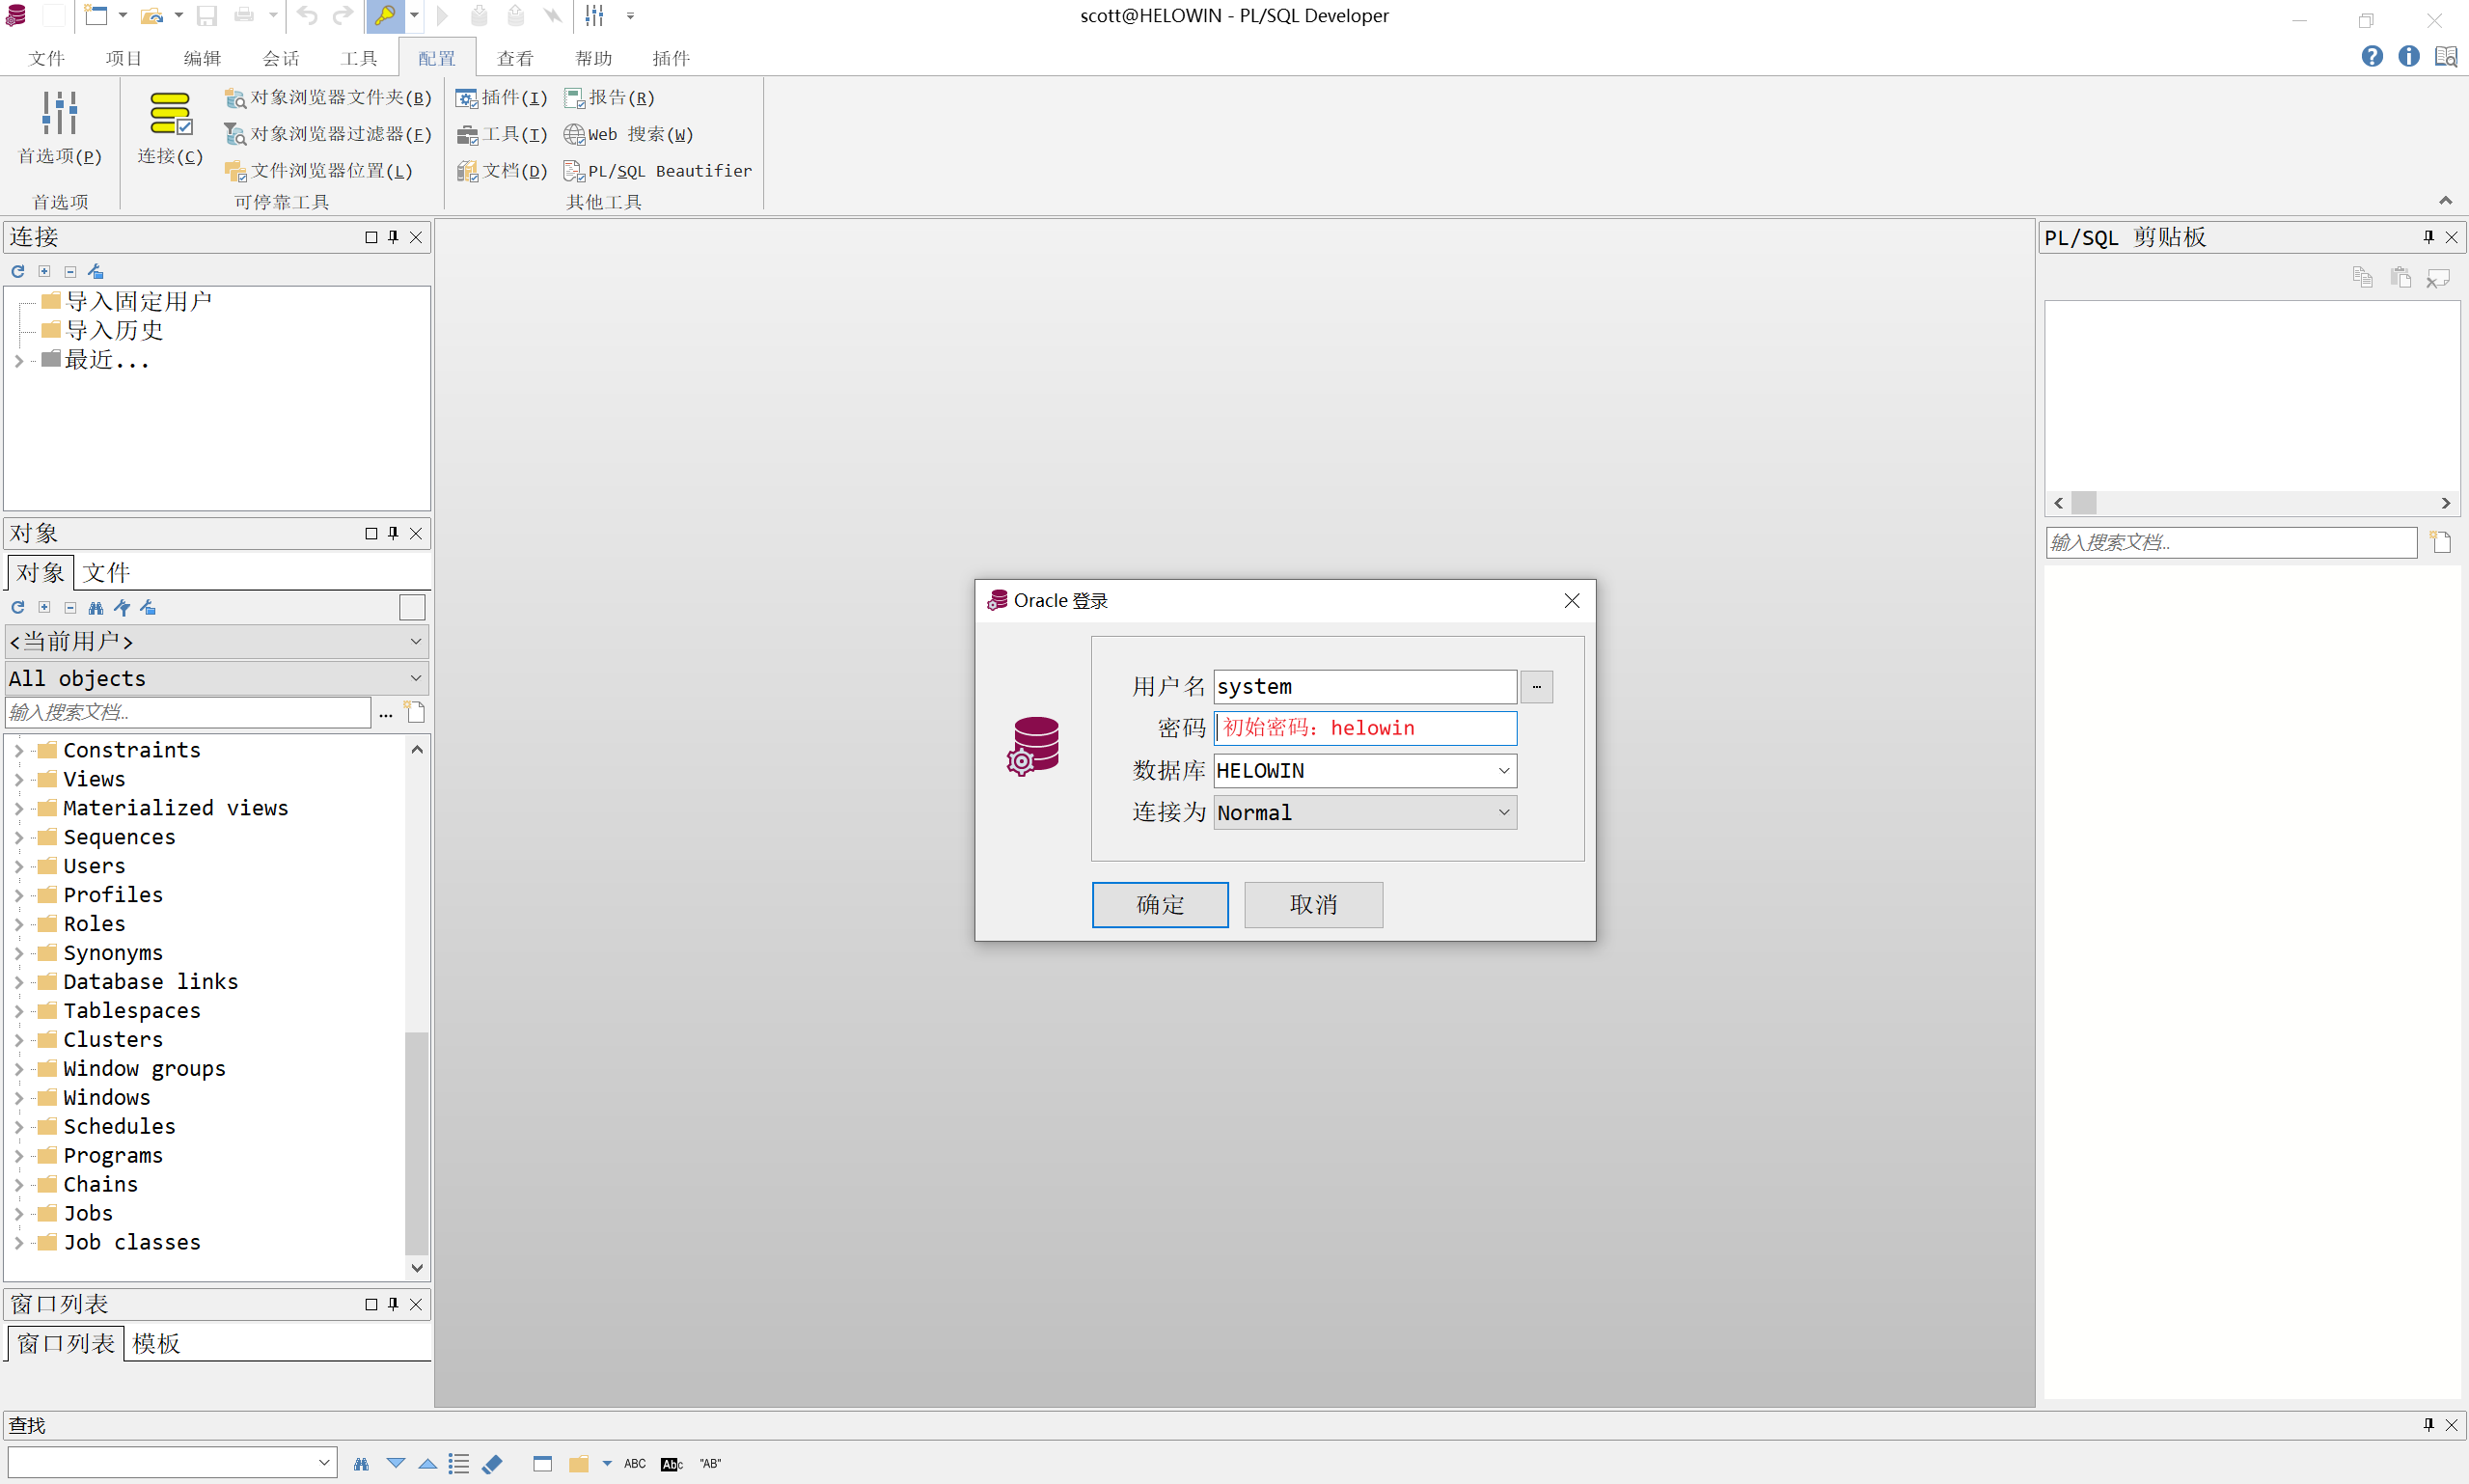 scott@HELOWIN - PL/SQL Developer
文件 项目 编辑 会话 工具 配置 查看 帮助 插件
首选项(P)
首选项
连接(C)
对象浏览器文件夹(B)
对象浏览器过滤器(F)
文件浏览器位置(L)
可停靠工具
插件(I) 报告(R)
工具(T) Web 搜索(W)
文档(D) PL/SQL Beautifier
其他工具
连接
导入固定用户
导入历史
最近...
对象
对象 文件
<当前用户>
All objects
输入搜索文档... ...
Constraints
Views
Materialized views
Sequences
Users
Profiles
Roles
Synonyms
Database links
Tablespaces
Clusters
Window groups
Windows
Schedules
Programs
Chains
Jobs
Job classes
窗口列表
窗口列表 模板
Oracle 登录
用户名 system ...
密码 初始密码: helowin
数据库 HELOWIN
连接为 Normal
确定 取消
PL/SQL 剪贴板
输入搜索文档...
查找
ABC Abc "AB"